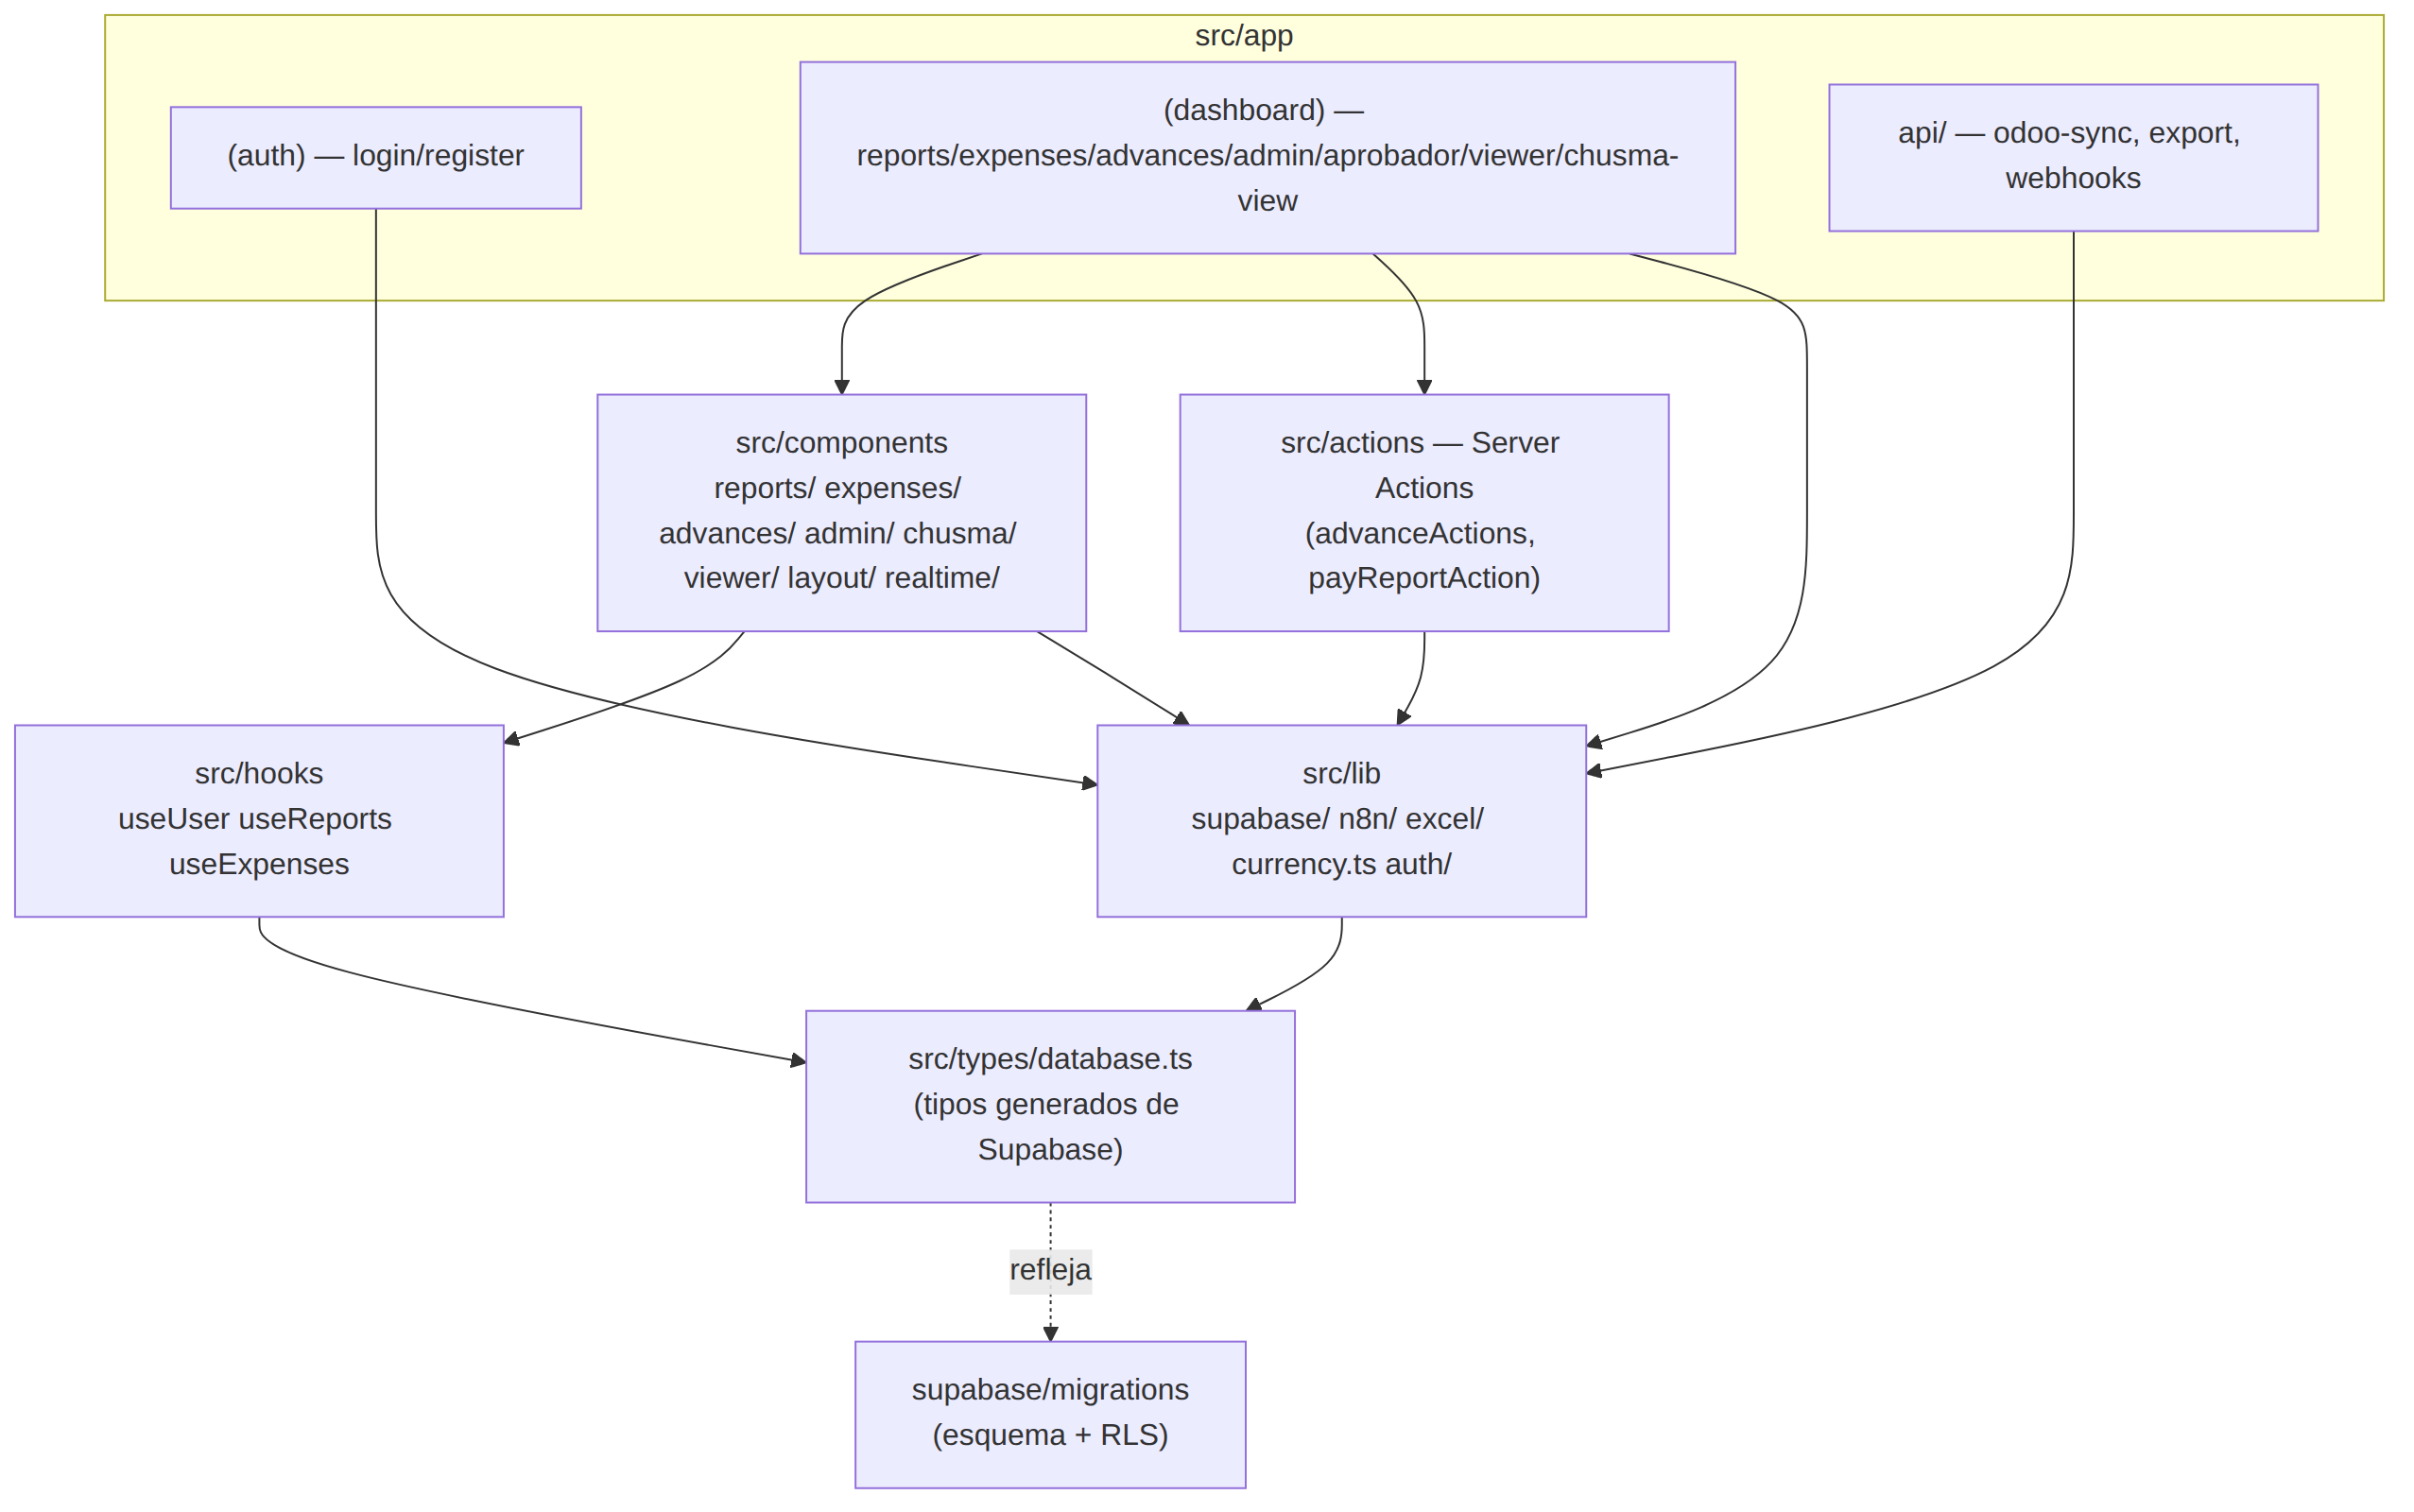 src/app
(auth) — login/register
(dashboard) —
reports/expenses/advances/admin/aprobador/viewer/chusma-
view
api/ — odoo-sync, export,
webhooks
src/components
reports/ expenses/
advances/ admin/ chusma/
viewer/ layout/ realtime/
src/actions — Server
Actions
(advanceActions,
payReportAction)
src/hooks
useUser useReports
useExpenses
src/lib
supabase/ n8n/ excel/
currency.ts auth/
src/types/database.ts
(tipos generados de
Supabase)
refleja
supabase/migrations
(esquema + RLS)